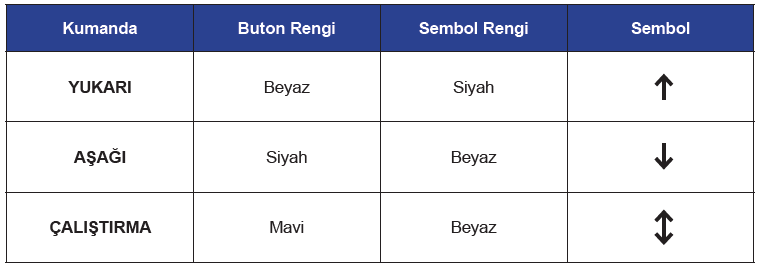 Kumanda Buton Rengi Sembol Rengi Sembol
YUKARI Beyaz Siyah ↑
AŞAĞI Siyah Beyaz ↓
ÇALIŞTIRMA Mavi Beyaz ↕